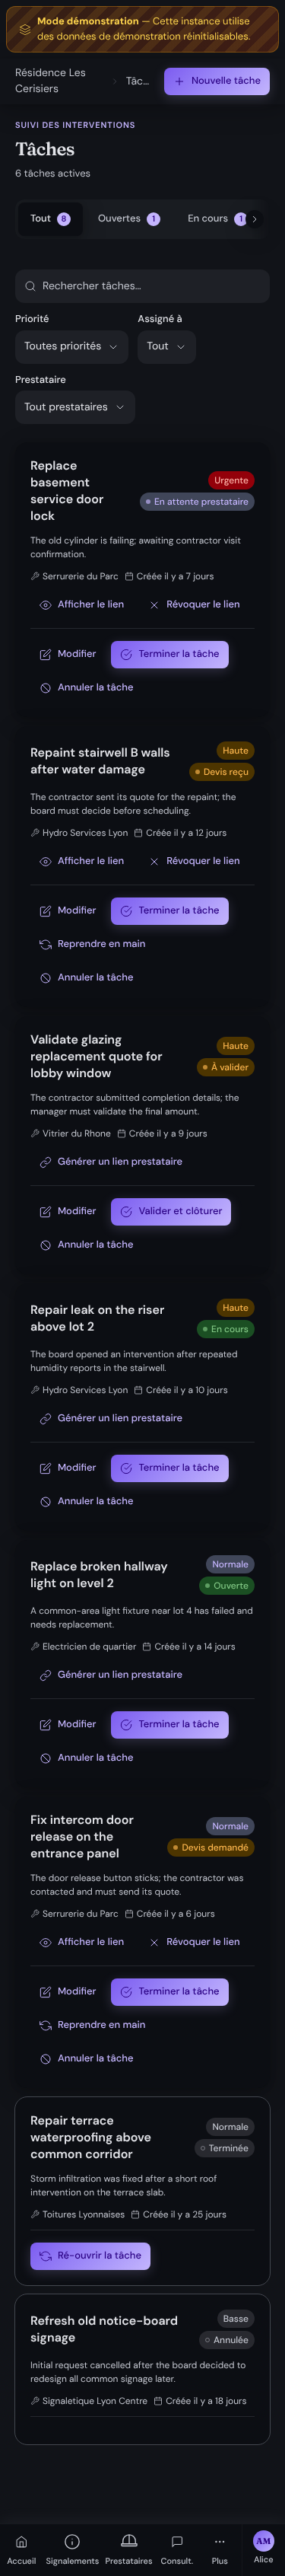 Mode démonstration — Cette instance utilise
des données de démonstration réinitialisables.
Résidence Les
Cerisiers
Tâc...
Nouvelle tâche
SUIVI DES INTERVENTIONS
Tâches
6 tâches actives
Tout 8 Ouvertes 1 En cours 1
Rechercher tâches...
Priorité Assigné à
Toutes priorités Tout
Prestataire
Tout prestataires
Replace
basement
service door
lock
Urgente
En attente prestataire
The old cylinder is failing; awaiting contractor visit
confirmation.
Serrurerie du Parc Créée il y a 7 jours
Afficher le lien Révoquer le lien
Modifier Terminer la tâche
Annuler la tâche
Repaint stairwell B walls
after water damage
Haute
Devis reçu
The contractor sent its quote for the repaint; the
board must decide before scheduling.
Hydro Services Lyon Créée il y a 12 jours
Afficher le lien Révoquer le lien
Modifier Terminer la tâche
Reprendre en main
Annuler la tâche
Validate glazing
replacement quote for
lobby window
Haute
À valider
The contractor submitted completion details; the
manager must validate the final amount.
Vitrier du Rhone Créée il y a 9 jours
Générer un lien prestataire
Modifier Valider et clôturer
Annuler la tâche
Repair leak on the riser
above lot 2
Haute
En cours
The board opened an intervention after repeated
humidity reports in the stairwell.
Hydro Services Lyon Créée il y a 10 jours
Générer un lien prestataire
Modifier Terminer la tâche
Annuler la tâche
Replace broken hallway
light on level 2
Normale
Ouverte
A common-area light fixture near lot 4 has failed and
needs replacement.
Electricien de quartier Créée il y a 14 jours
Générer un lien prestataire
Modifier Terminer la tâche
Annuler la tâche
Fix intercom door
release on the
entrance panel
Normale
Devis demandé
The door release button sticks; the contractor was
contacted and must send its quote.
Serrurerie du Parc Créée il y a 6 jours
Afficher le lien Révoquer le lien
Modifier Terminer la tâche
Reprendre en main
Annuler la tâche
Repair terrace
waterproofing above
common corridor
Normale
Terminée
Storm infiltration was fixed after a short roof
intervention on the terrace slab.
Toitures Lyonnaises Créée il y a 25 jours
Ré-ouvrir la tâche
Refresh old notice-board
signage
Basse
Annulée
Initial request cancelled after the board decided to
redesign all common signage later.
Signaletique Lyon Centre Créée il y a 18 jours
AM
Accueil Signalements Prestataires Consult. Plus Alice